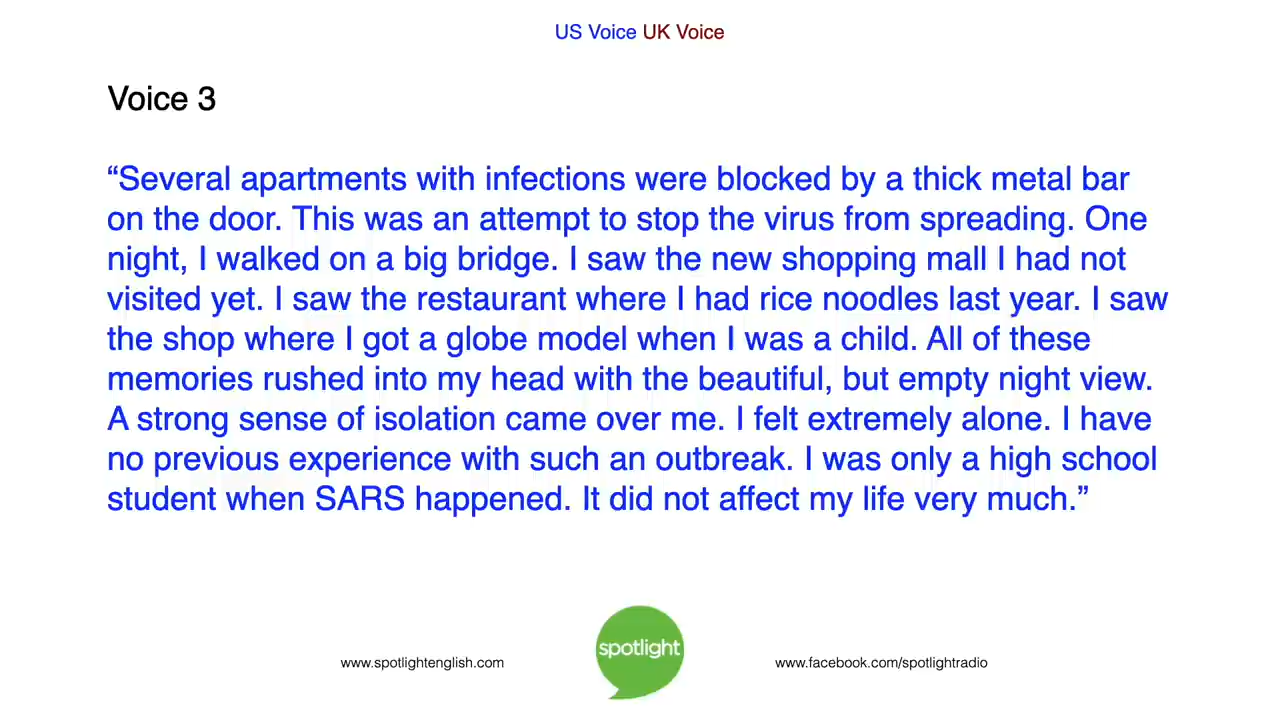 US Voice UK Voice
Voice 3
“Several apartments with infections were blocked by a thick metal bar
on the door. This was an attempt to stop the virus from spreading. One
night, I walked on a big bridge. I saw the new shopping mall I had not
visited yet. I saw the restaurant where I had rice noodles last year. I saw
the shop where I got a globe model when I was a child. All of these
memories rushed into my head with the beautiful, but empty night view.
A strong sense of isolation came over me. I felt extremely alone. I have
no previous experience with such an outbreak. I was only a high school
student when SARS happened. It did not affect my life very much.”
spotlight
www.spotlightenglish.com
www.facebook.com/spotlightradio